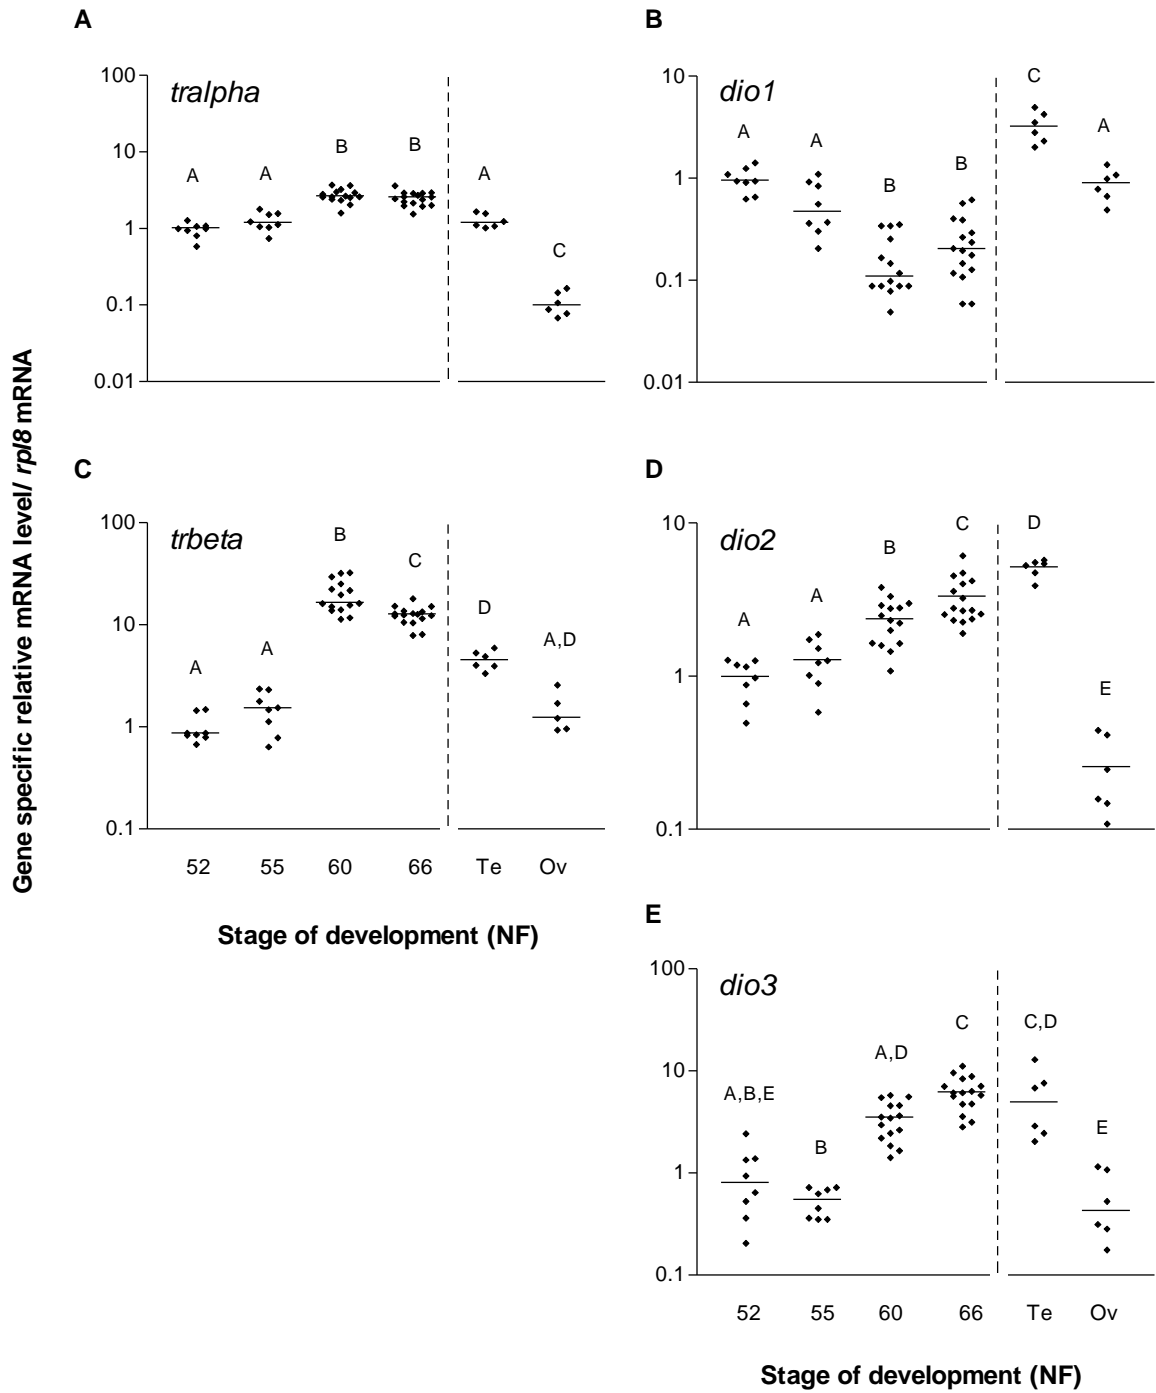 A
B
100
tralpha
A
A
B
B
A
C
10
1
0.1
0.01
10
dio1
A
A
B
B
C
A
1
0.1
0.01
Gene specific relative mRNA level/ rpl8 mRNA
C
D
100
trbeta
A
A
B
C
D
A,D
10
1
0.1
52 55 60 66 Te Ov
Stage of development (NF)
10
dio2
A
A
B
C
D
E
1
0.1
E
100
dio3
A,B,E
B
A,D
C
C,D
E
10
1
0.1
52 55 60 66 Te Ov
Stage of development (NF)